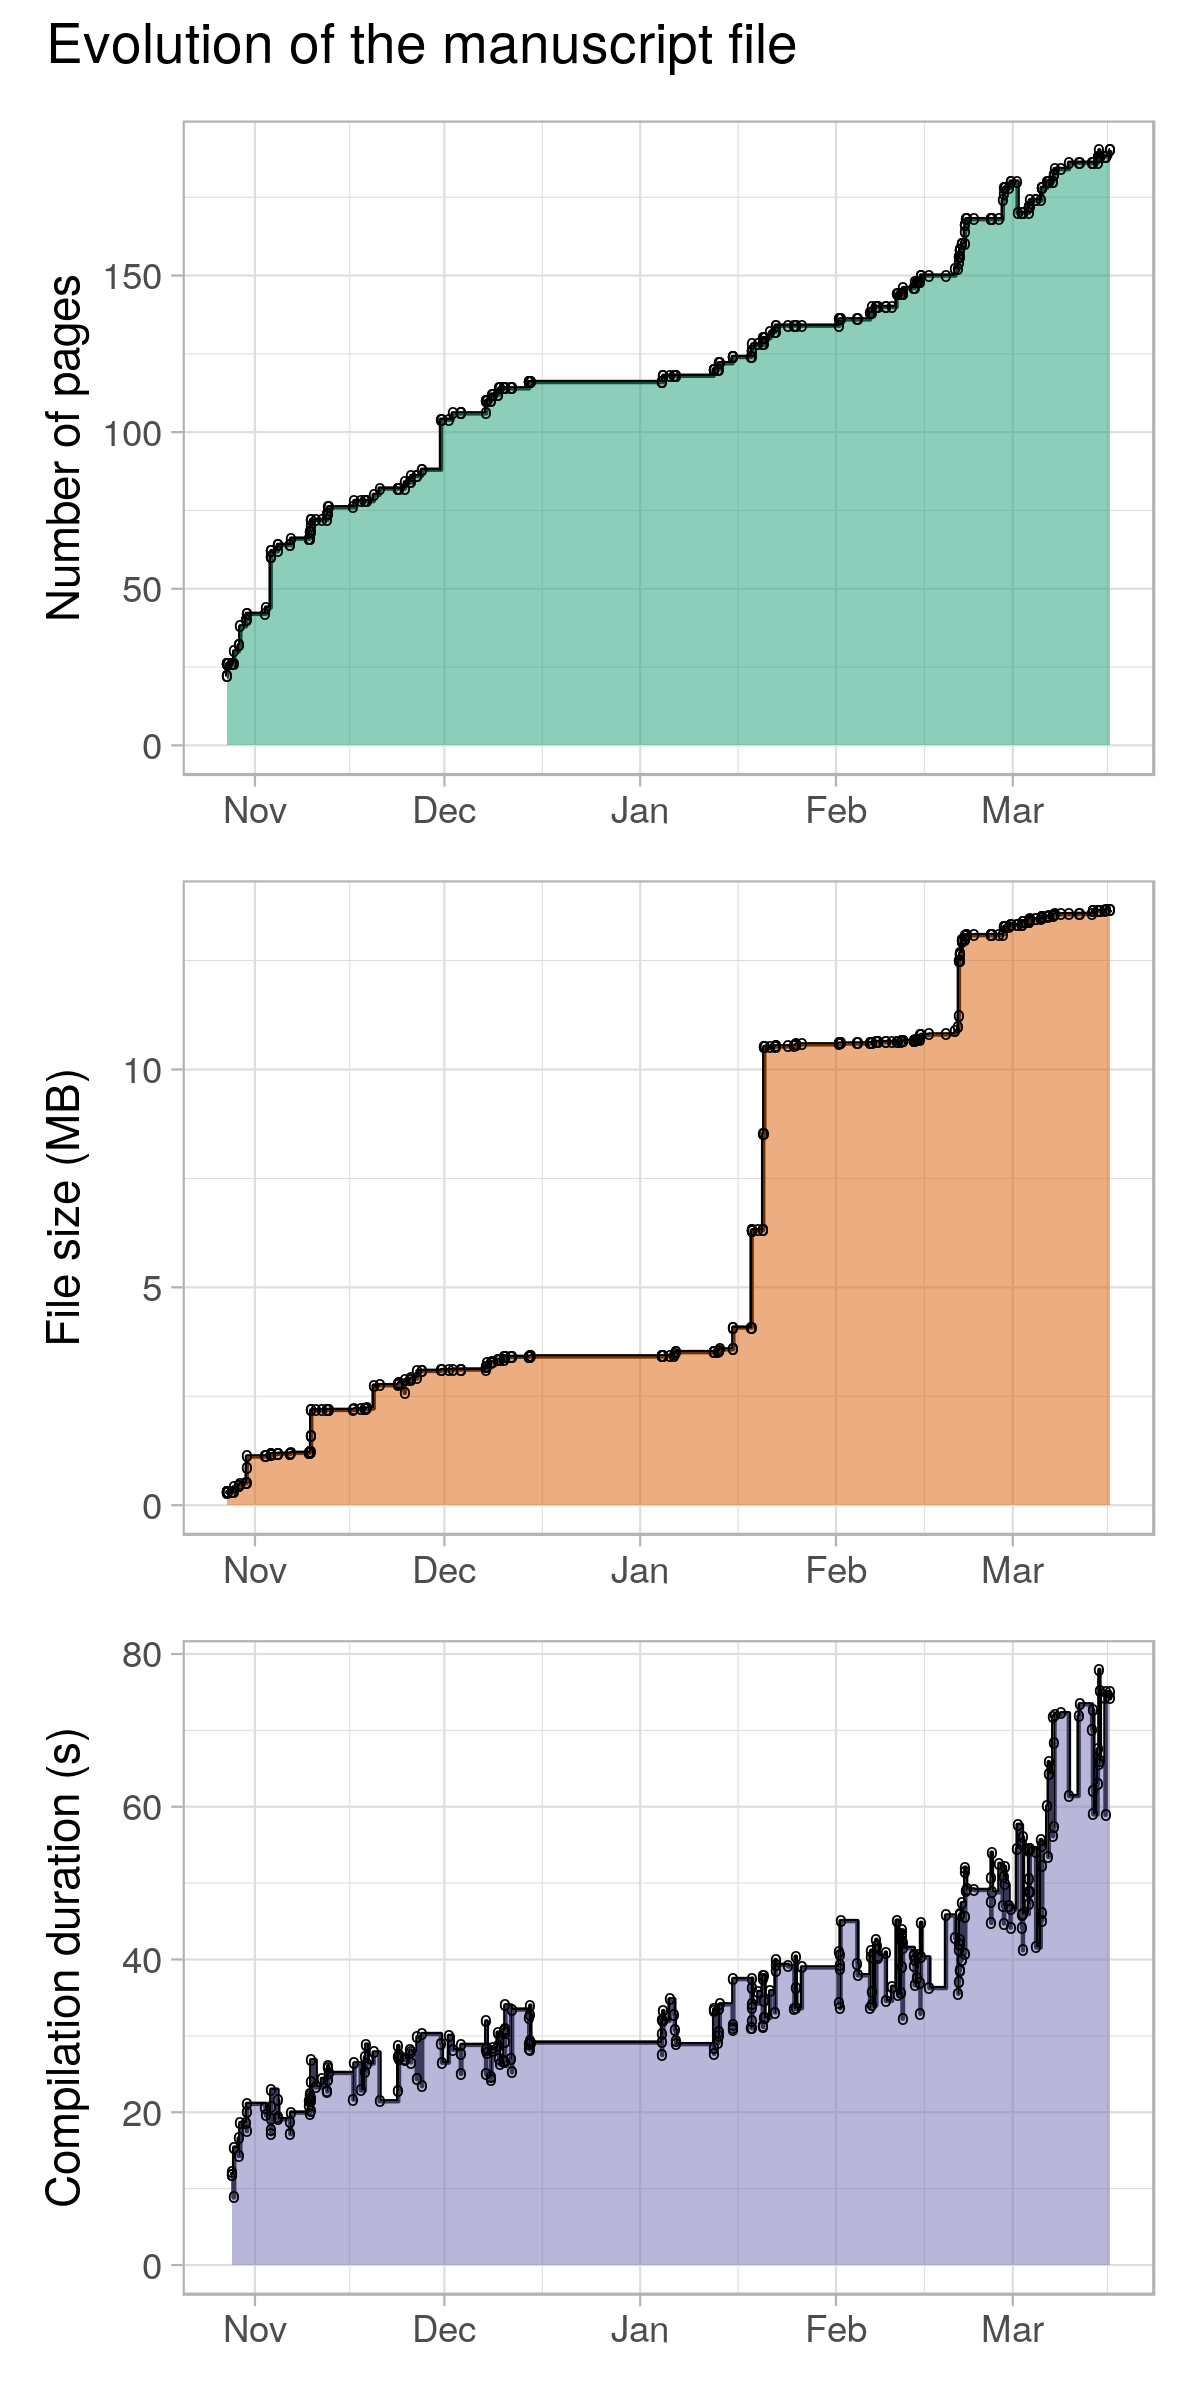 Evolution of the manuscript file
Number of pages
150
100
50
0
Nov Dec Jan Feb Mar
File size (MB)
10
5
0
Nov Dec Jan Feb Mar
Compilation duration (s)
80
60
40
20
0
Nov Dec Jan Feb Mar